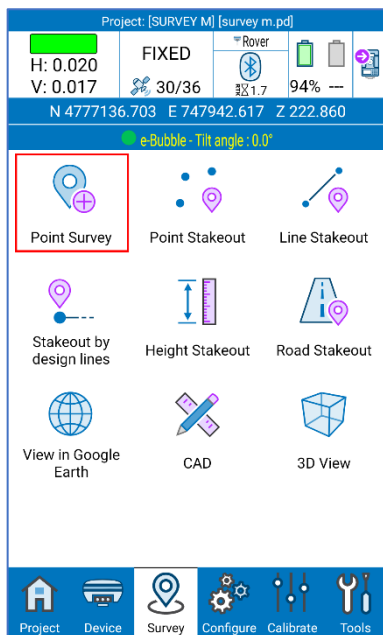 Project: [SURVEY M] [survey m.pd]
H: 0.020
V: 0.017
FIXED
30/36
Rover
1.7
94% ---
N 4777136.703 E 747942.617 Z 222.860
e-Bubble - Tilt angle : 0.0°
Point Survey
Point Stakeout
Line Stakeout
Stakeout by
design lines
Height Stakeout
Road Stakeout
View in Google
Earth
CAD
3D View
Project
Device
Survey
Configure
Calibrate
Tools